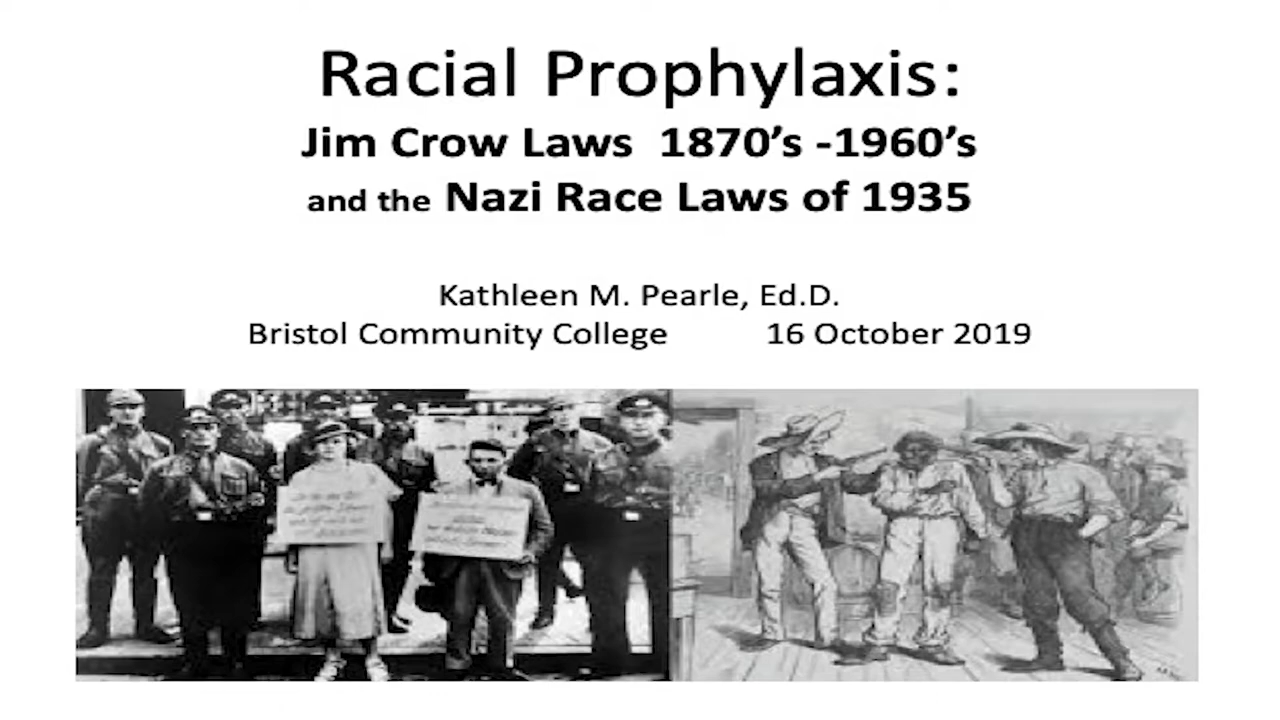 Racial Prophylaxis:
Jim Crow Laws 1870’s -1960’s
and the Nazi Race Laws of 1935
Kathleen M. Pearle, Ed.D.
Bristol Community College 16 October 2019